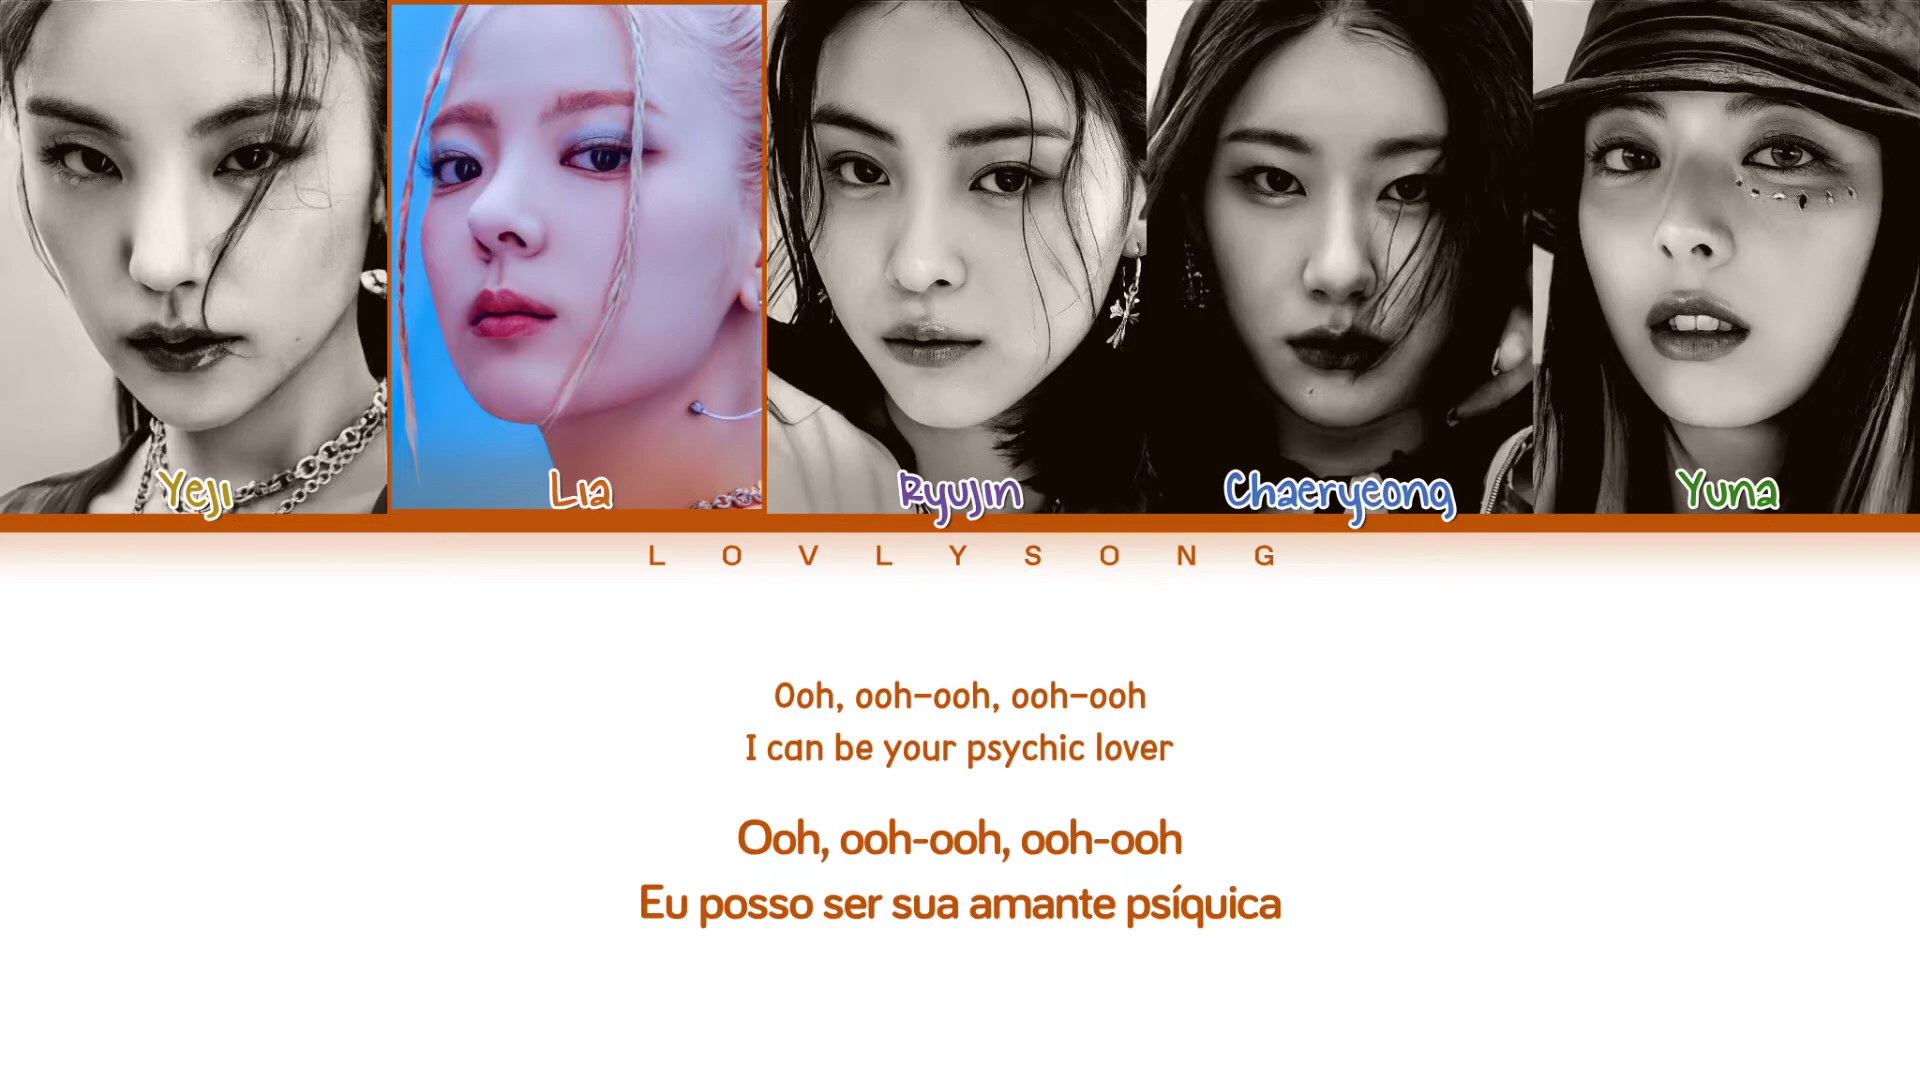 Yeji
Lia
Ryujin
Chaeryeong
Yuna
LOVLYSONG
Ooh, ooh-ooh, ooh-ooh
I can be your psychic lover
Ooh, ooh-ooh, ooh-ooh
Eu posso ser sua amante psíquica